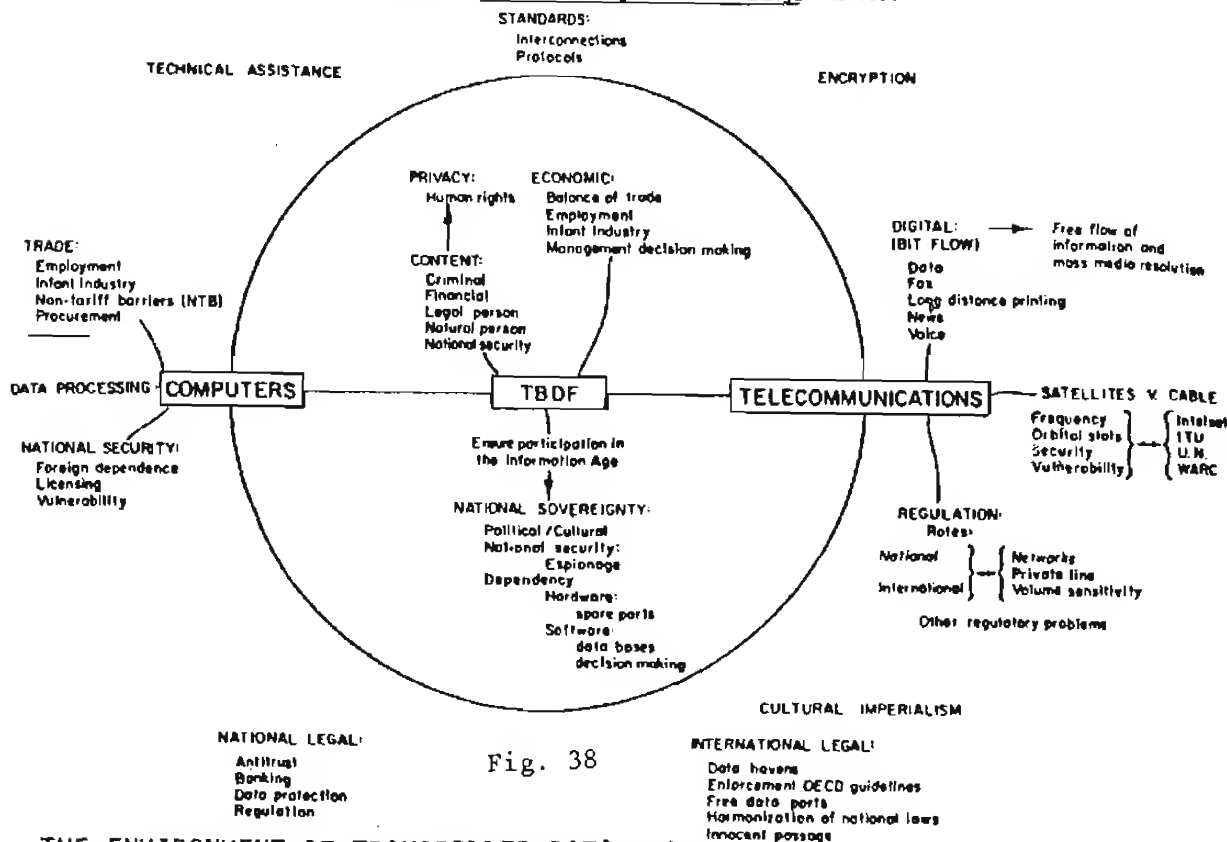 STANDARDS:
Interconnections
Protocols
TECHNICAL ASSISTANCE
ENCRYPTION
PRIVACY:
Human rights
ECONOMIC:
Balance of trade
Employment
Infant Industry
Management decision making
CONTENT:
Criminal
Financial
Legal person
Natural person
National security
TRADE:
Employment
Infant Industry
Non-tariff barriers (NTB)
Procurement
DIGITAL:
(BIT FLOW)
Data
Fax
Long distance printing
News
Voice
Free flow of
information and
mass media resolution
DATA PROCESSING
COMPUTERS
TBDF
TELECOMMUNICATIONS
SATELLITES V. CABLE
Frequency
Orbital slots
Security
Vulnerability
Intelsat
ITU
U.N.
WARC
NATIONAL SECURITY:
Foreign dependence
Licensing
Vulnerability
Ensure participation in
the Information Age
NATIONAL SOVEREIGNTY:
Political/Cultural
National security:
Espionage
Dependency
Hardware:
spare parts
Software:
data bases
decision making
REGULATION:
Rates:
National
International
Networks
Private line
Volume sensitivity
Other regulatory problems
CULTURAL IMPERIALISM
NATIONAL LEGAL:
Antitrust
Banking
Data protection
Regulation
Fig. 38
INTERNATIONAL LEGAL:
Data havens
Enforcement OECD guidelines
Free data ports
Harmonization of national laws
Innocent passage
THE ENVIRONMENT OF